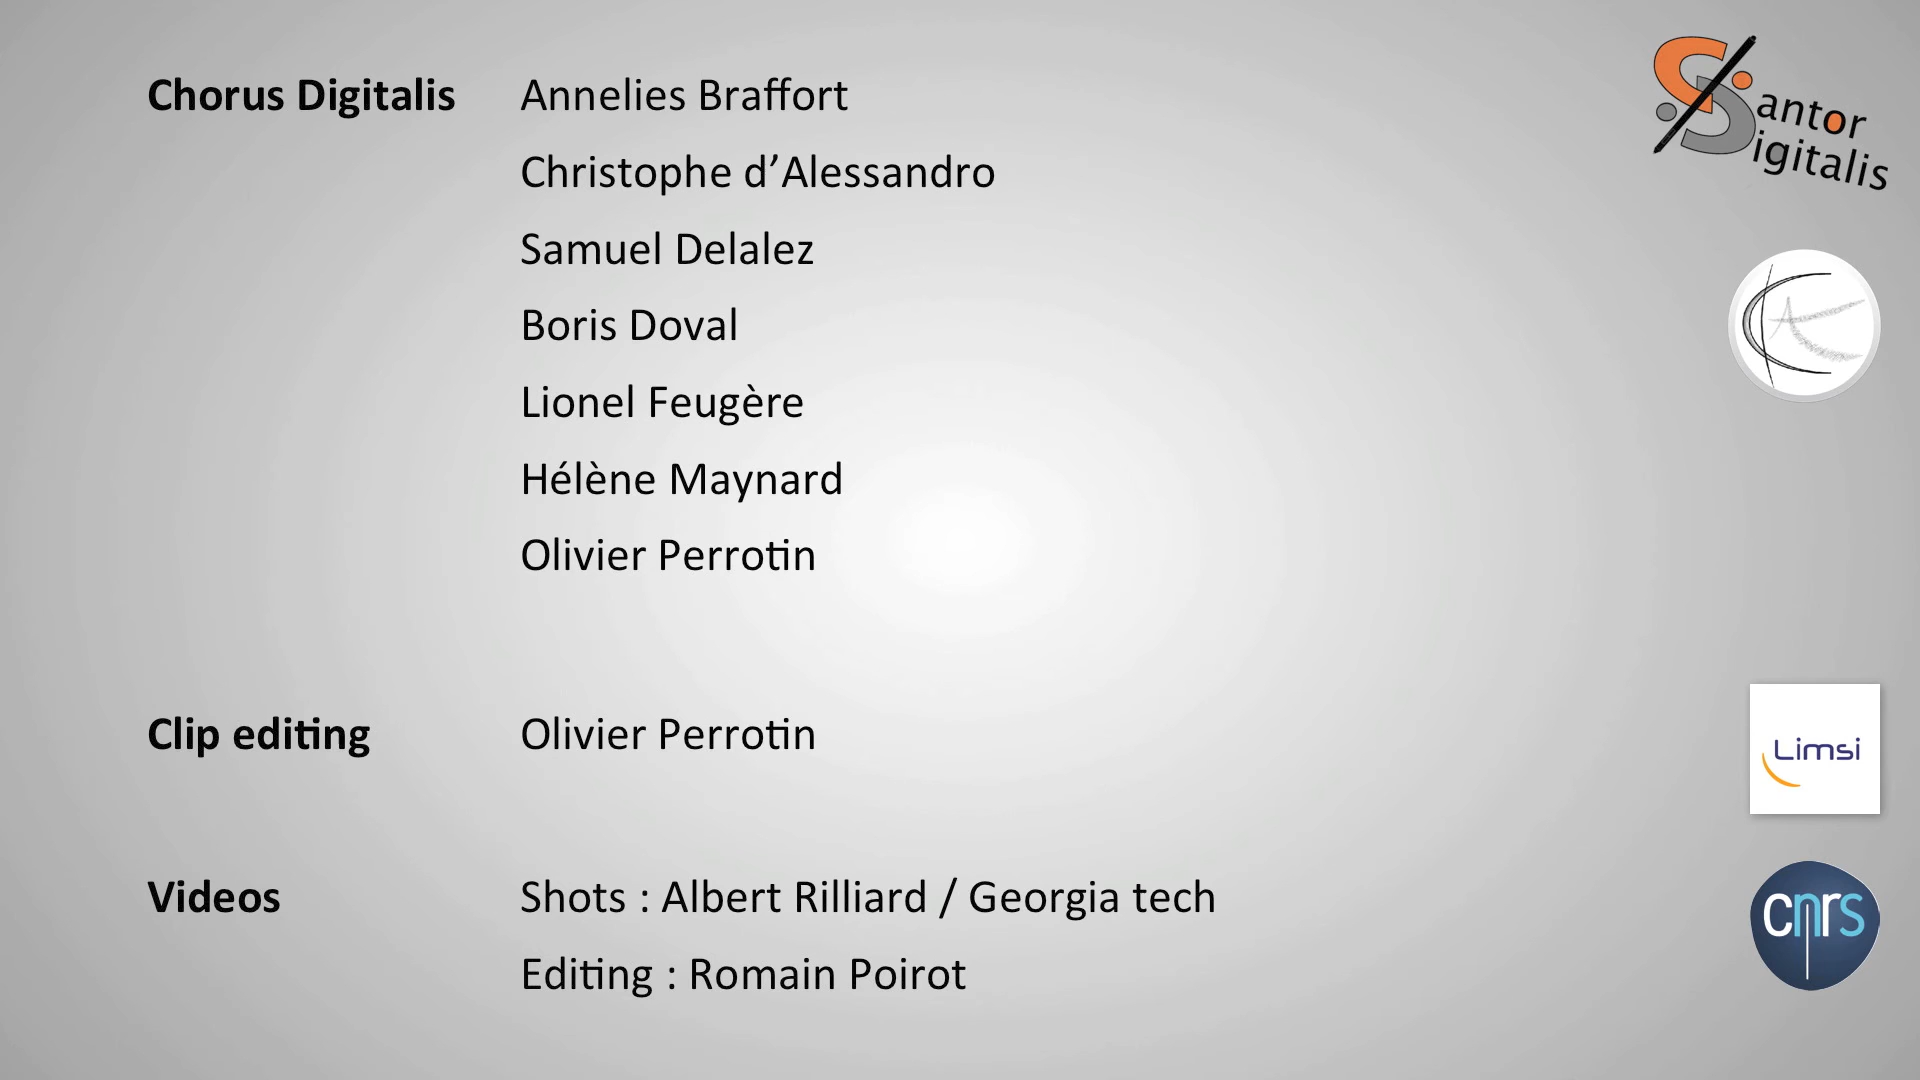 Chorus Digitalis Annelies Braffort
Christophe d’Alessandro
Samuel Delalez
Boris Doval
Lionel Feugère
Hélène Maynard
Olivier Perrotin
Clip editing Olivier Perrotin
Videos Shots : Albert Rilliard / Georgia tech
Editing : Romain Poirot
Cantor
Digitalis
Limsi
cnrs